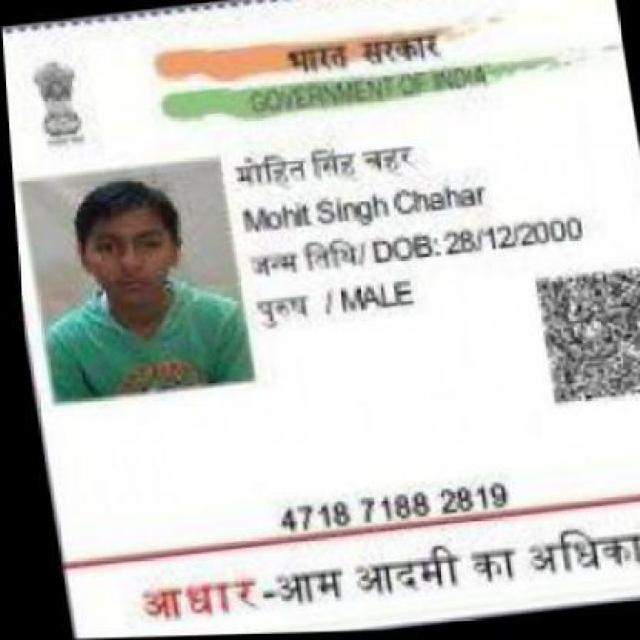 भारत सरकार
GOVERNMENT OF INDIA
मोहित सिंह चहर
Mohit Singh Chahar
जन्म तिथि/ DOB: 28/12/2000
पुरुष / MALE
4718 7188 2819
आधार-आम आदमी का अधिका